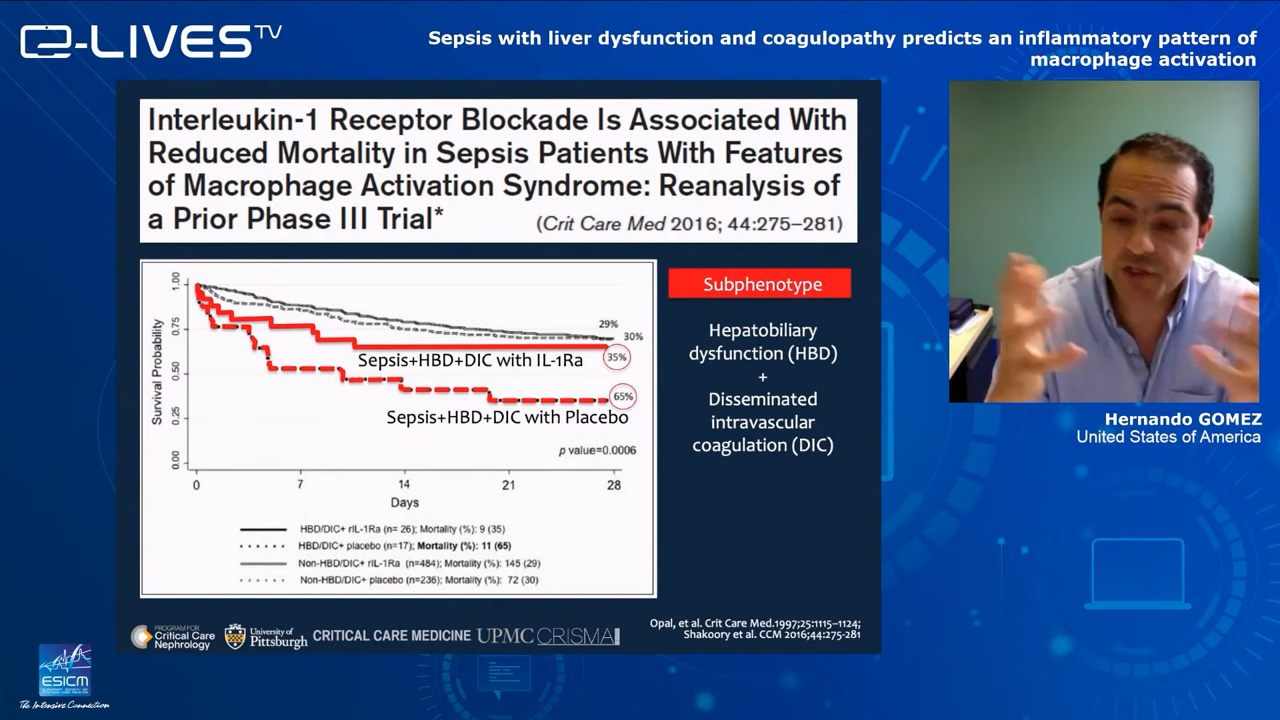 e-LIVES TV
Sepsis with liver dysfunction and coagulopathy predicts an inflammatory pattern of
macrophage activation
Interleukin-1 Receptor Blockade Is Associated With
Reduced Mortality in Sepsis Patients With Features
of Macrophage Activation Syndrome: Reanalysis of
a Prior Phase III Trial* (Crit Care Med 2016; 44:275–281)
Survival Probability
1.00
0.75
0.50
0.25
0.00
29%
30%
Sepsis+HBD+DIC with IL-1Ra
35%
65%
Sepsis+HBD+DIC with Placebo
p value=0.0006
0 7 14 21 28
Days
HBD/DIC+ rIL-1Ra (n= 26); Mortality (%): 9 (35)
HBD/DIC+ placebo (n=17); Mortality (%): 11 (65)
Non-HBD/DIC+ rIL-1Ra (n=484); Mortality (%): 145 (29)
Non-HBD/DIC+ placebo (n=236); Mortality (%): 72 (30)
Subphenotype
Hepatobiliary
dysfunction (HBD)
+
Disseminated
intravascular
coagulation (DIC)
Hernando GOMEZ
United States of America
Opal, et al. Crit Care Med.1997;25:1115–1124;
Shakoory et al. CCM 2016;44:275-281
PROGRAM FOR
Critical Care
Nephrology
University of
Pittsburgh
CRITICAL CARE MEDICINE
UPMC
CRISMA
ESICM
The Intensive Connection